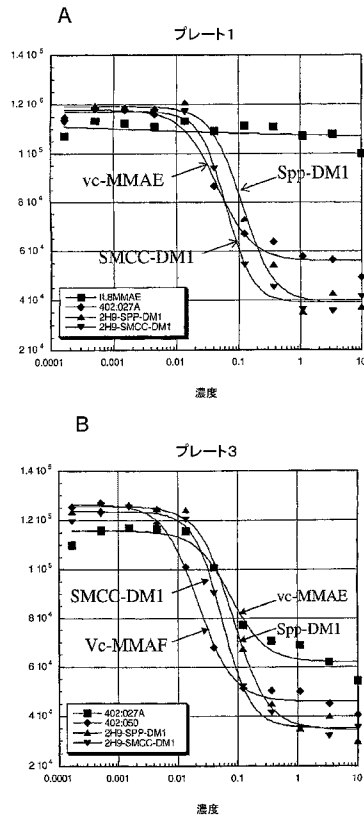 A
プレート1
1.4 10⁵
1.2 10⁵
1 10⁵
8 10⁴
6 10⁴
4 10⁴
2 10⁴
vc-MMAE
Spp-DM1
SMCC-DM1
IL8MMAE
402:027A
2H9-SPP-DM1
2H9-SMCC-DM1
0.0001 0.001 0.01 0.1 1 10
濃度
B
プレート3
1.4 10⁵
1.2 10⁵
1 10⁵
8 10⁴
6 10⁴
4 10⁴
2 10⁴
SMCC-DM1
vc-MMAE
Vc-MMAF
Spp-DM1
402:027A
402:050
2H9-SPP-DM1
2H9-SMCC-DM1
0.0001 0.001 0.01 0.1 1 10
濃度